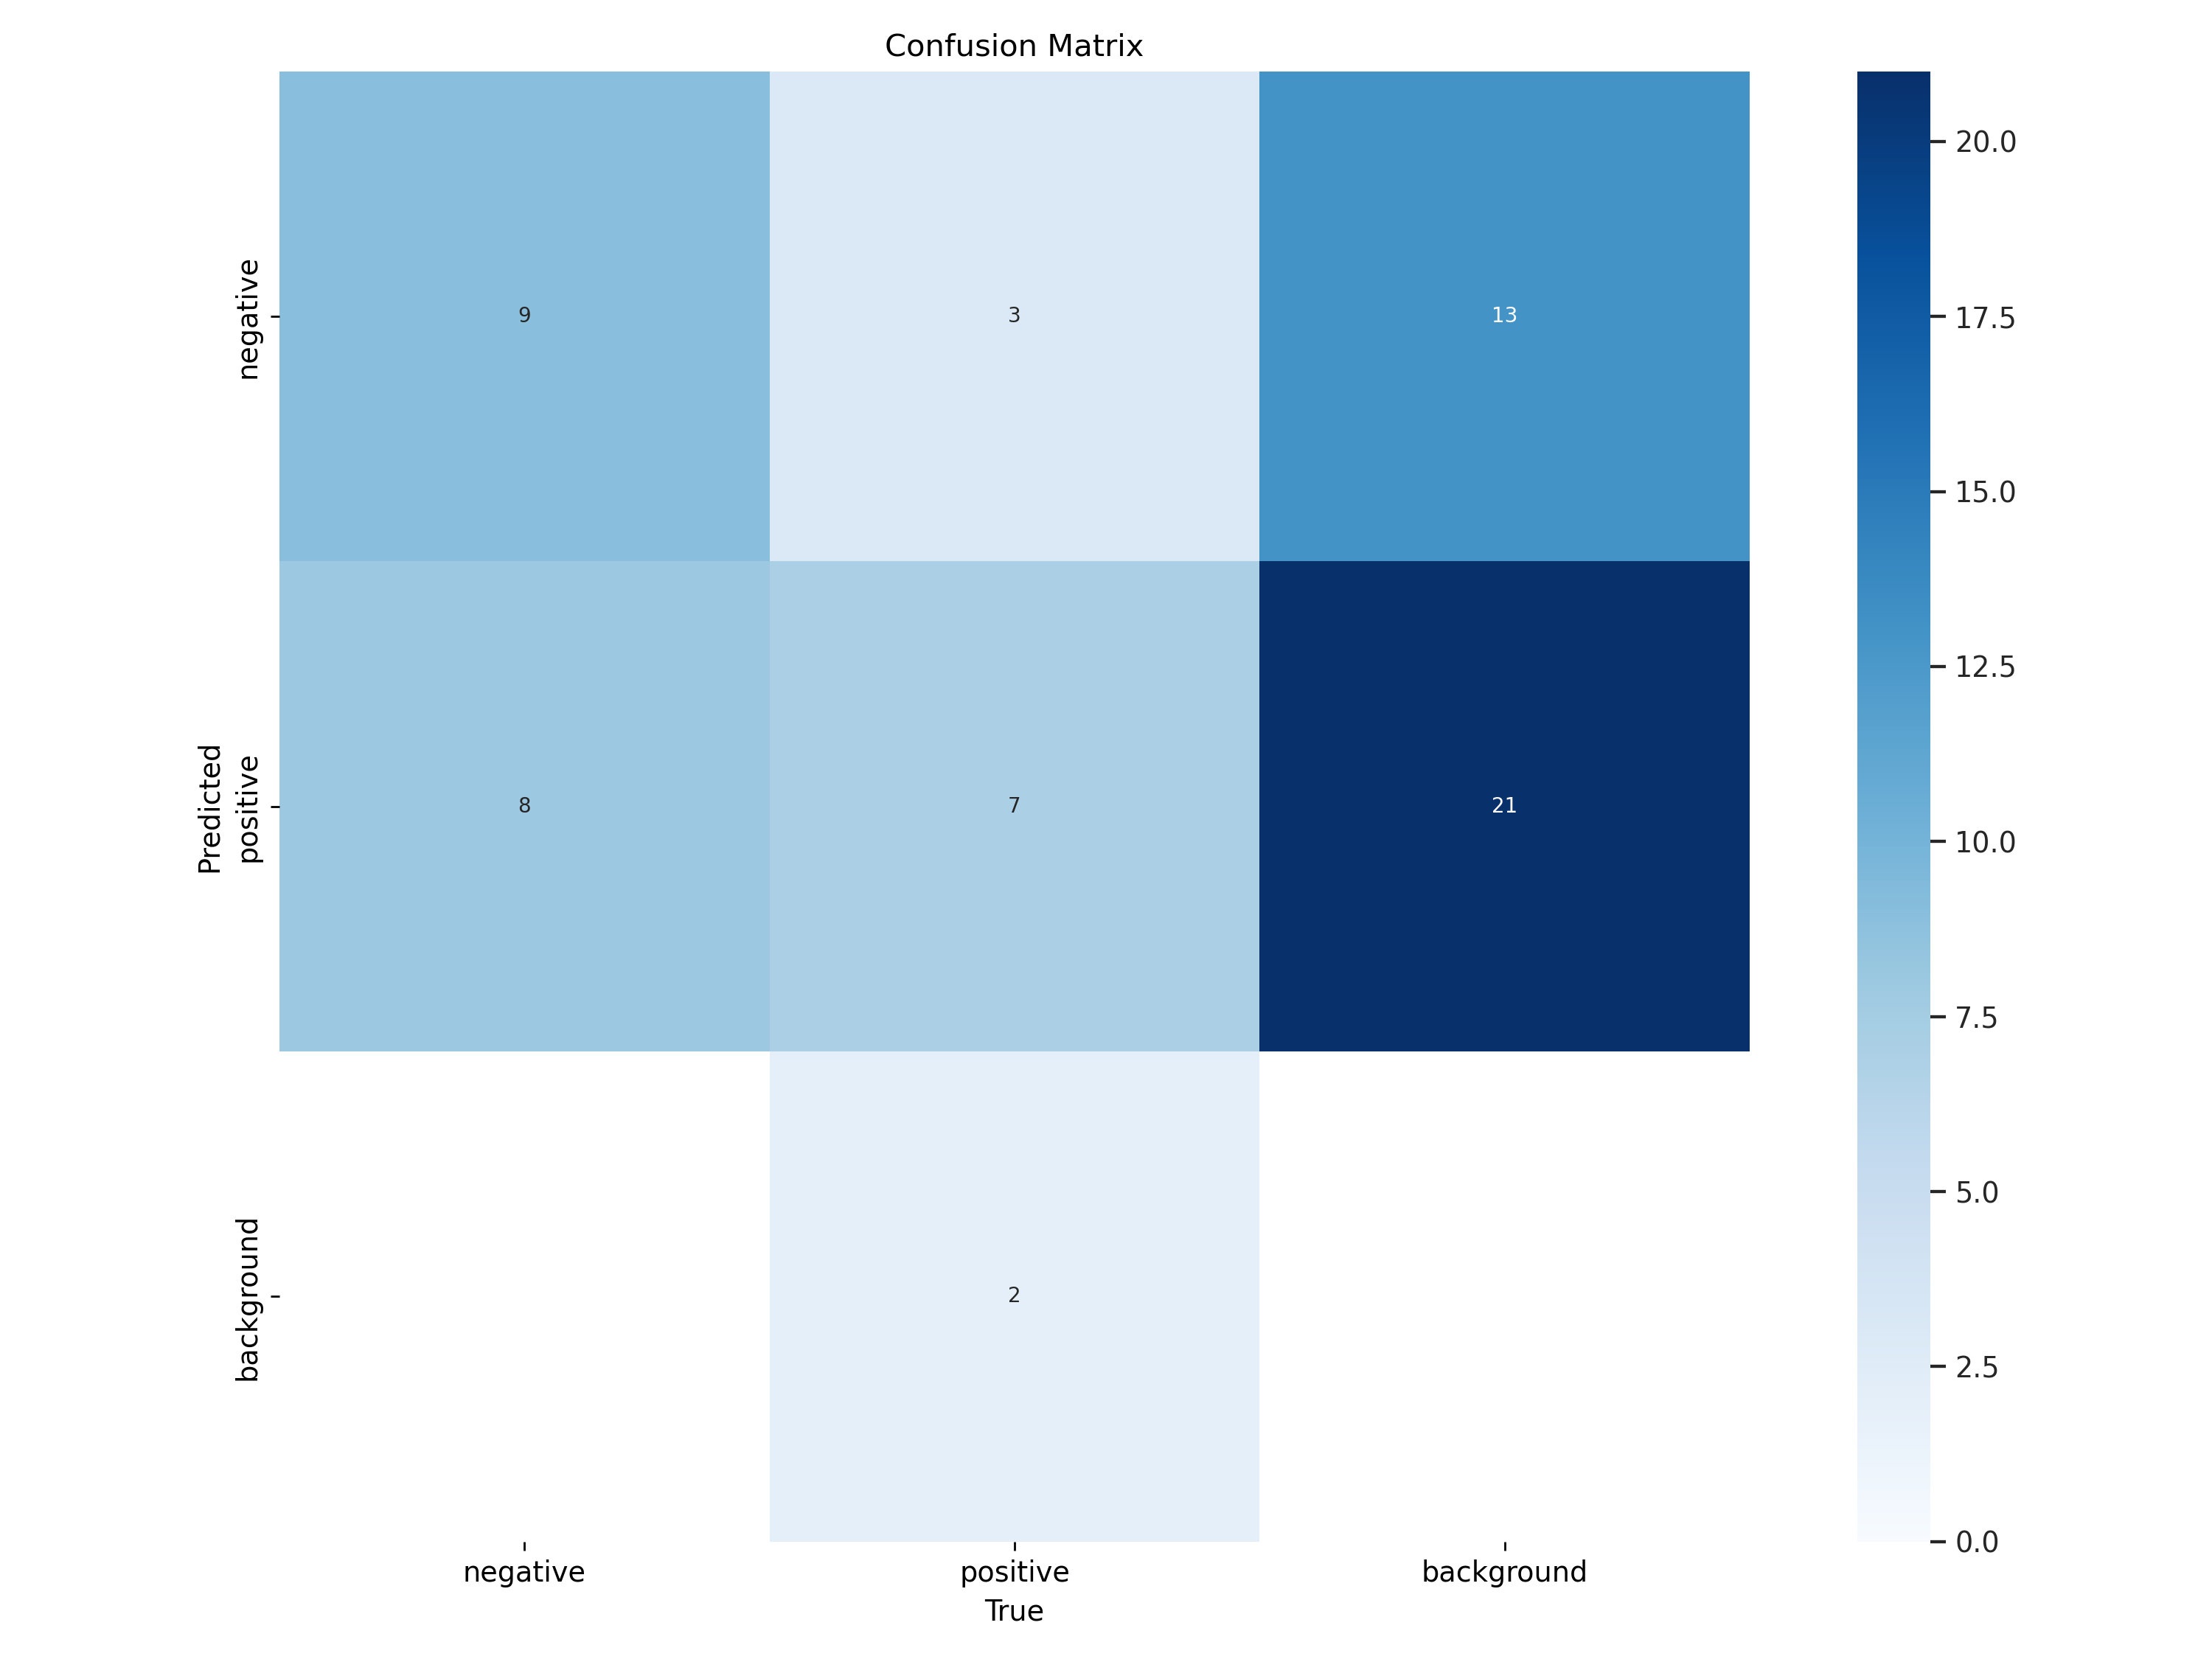 Confusion Matrix
negative
9
3
13
Predicted
positive
8
7
21
background
2
negative
positive
background
True
20.0
17.5
15.0
12.5
10.0
7.5
5.0
2.5
0.0